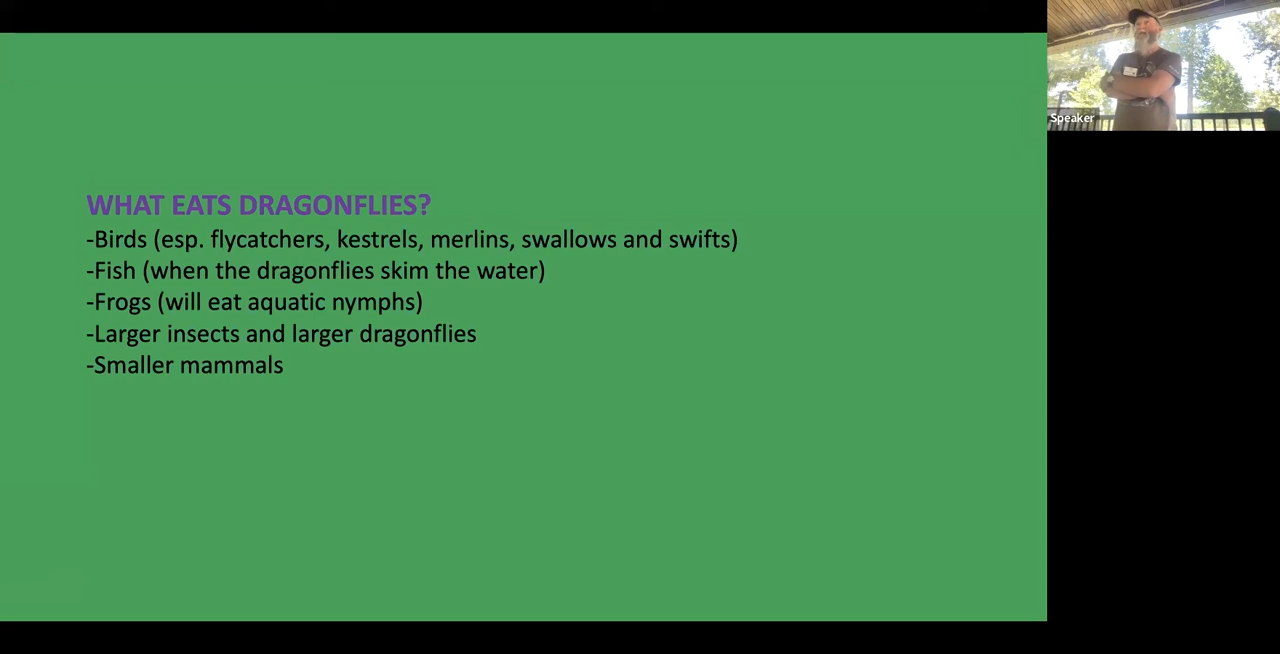 WHAT EATS DRAGONFLIES?
-Birds (esp. flycatchers, kestrels, merlins, swallows and swifts)
-Fish (when the dragonflies skim the water)
-Frogs (will eat aquatic nymphs)
-Larger insects and larger dragonflies
-Smaller mammals
Speaker